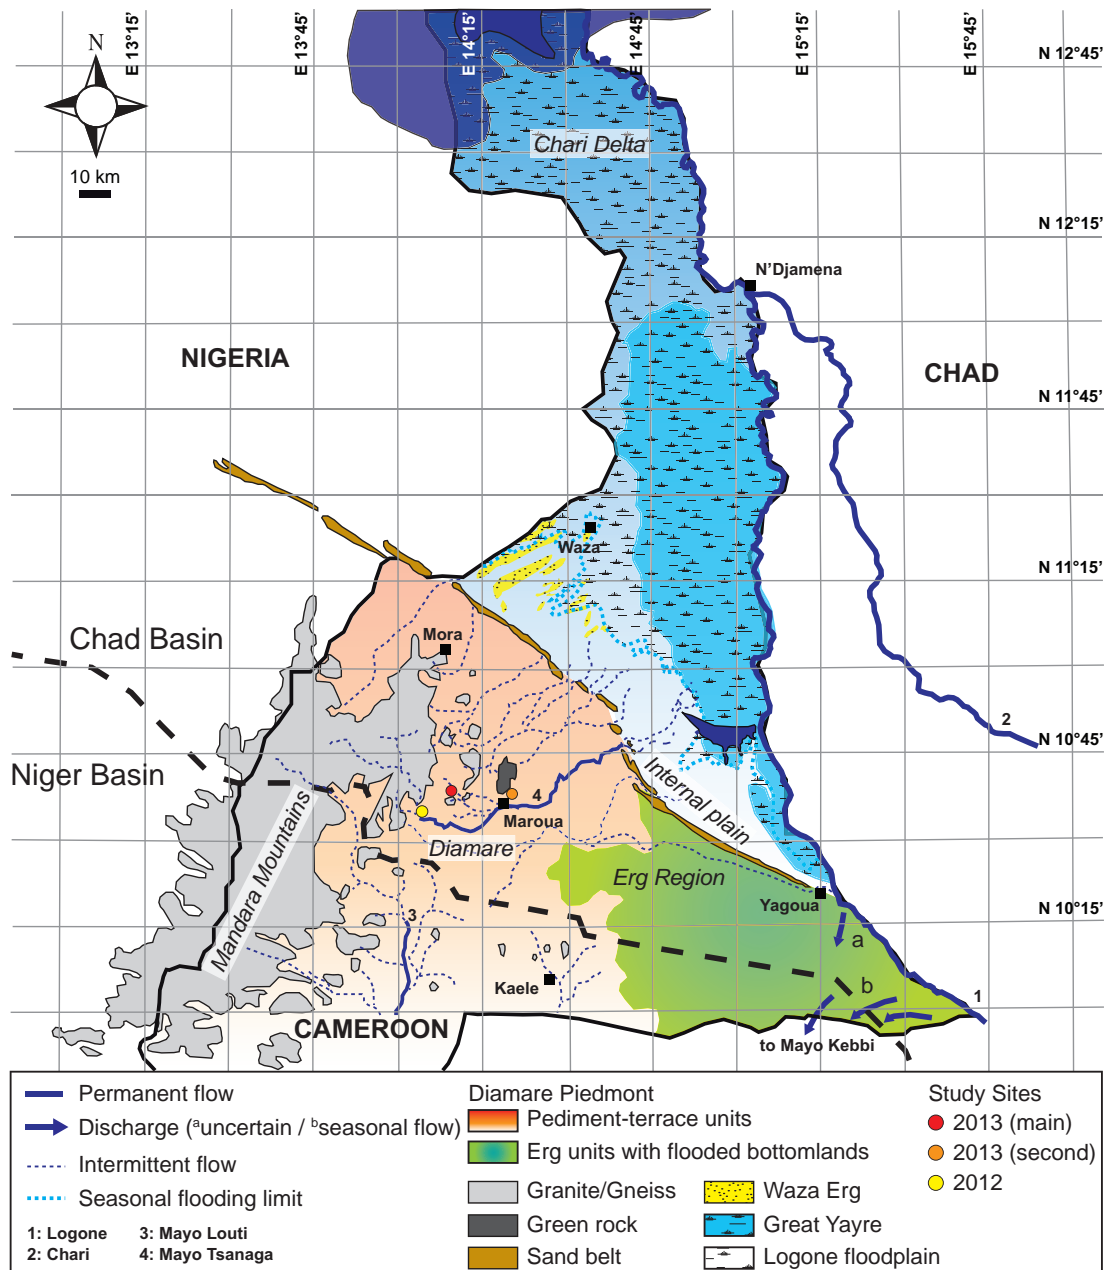 E 13°15'
E 13°45'
E 14°15'
E 14°45'
E 15°15'
E 15°45'
N
10 km
N 12°45'
Chari Delta
N 12°15'
N'Djamena
NIGERIA
CHAD
N 11°45'
Waza
N 11°15'
Chad Basin
Mora
2
N 10°45'
Niger Basin
Internal plain
4
Maroua
Mandara Mountains
Diamare
Erg Region
Yagoua
3
N 10°15'
a
b
Kaele
1
CAMEROON
to Mayo Kebbi
Permanent flow
Discharge (ᵃuncertain / ᵇseasonal flow)
Intermittent flow
Seasonal flooding limit
1: Logone
3: Mayo Louti
2: Chari
4: Mayo Tsanaga
Diamare Piedmont
Pediment-terrace units
Erg units with flooded bottomlands
Granite/Gneiss
Waza Erg
Green rock
Great Yayre
Sand belt
Logone floodplain
Study Sites
2013 (main)
2013 (second)
2012